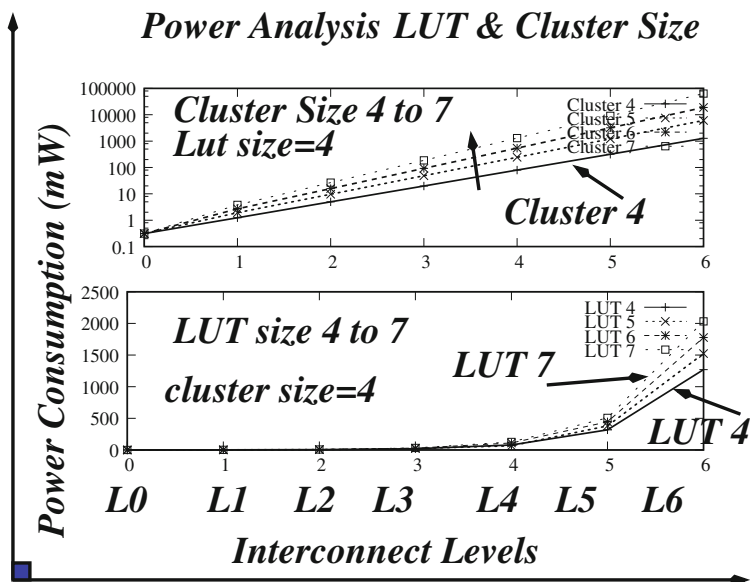 Power Analysis LUT & Cluster Size
Power Consumption (mW)
100000
10000
1000
100
10
1
0.1
Cluster Size 4 to 7
Lut size=4
Cluster 4
Cluster 5
Cluster 6
Cluster 7
Cluster 4
0 1 2 3 4 5 6
2500
2000
1500
1000
500
0
LUT size 4 to 7
cluster size=4
LUT 4
LUT 5
LUT 6
LUT 7
LUT 7
LUT 4
0 1 2 3 4 5 6
L0 L1 L2 L3 L4 L5 L6
Interconnect Levels